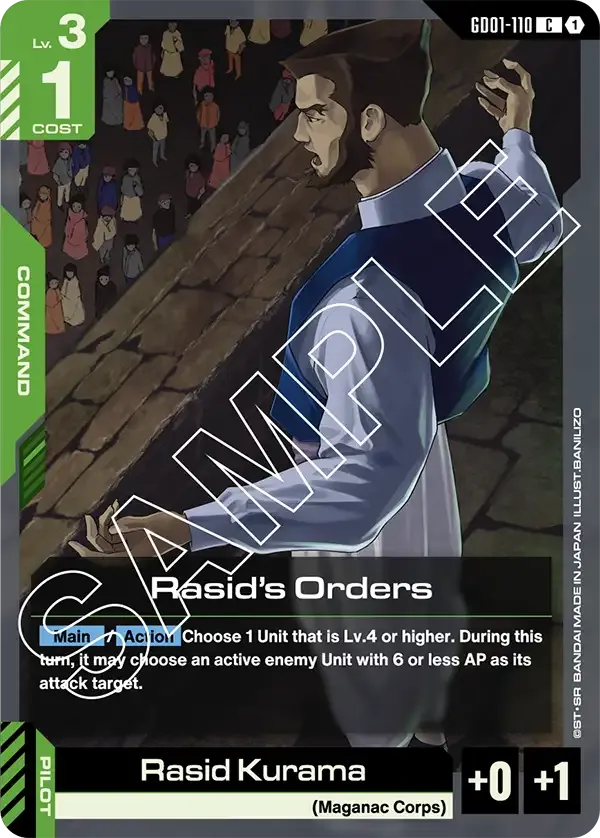 Lv. 3
GD01-110 C 1
1
COST
COMMAND
SAMPLE
Rasid's Orders
Main / Action Choose 1 Unit that is Lv.4 or higher. During this
turn, it may choose an active enemy Unit with 6 or less AP as its
attack target.
©ST・SR BANDAI MADE IN JAPAN ILLUST.BANILIZO
PILOT
Rasid Kurama
+0 +1
(Maganac Corps)